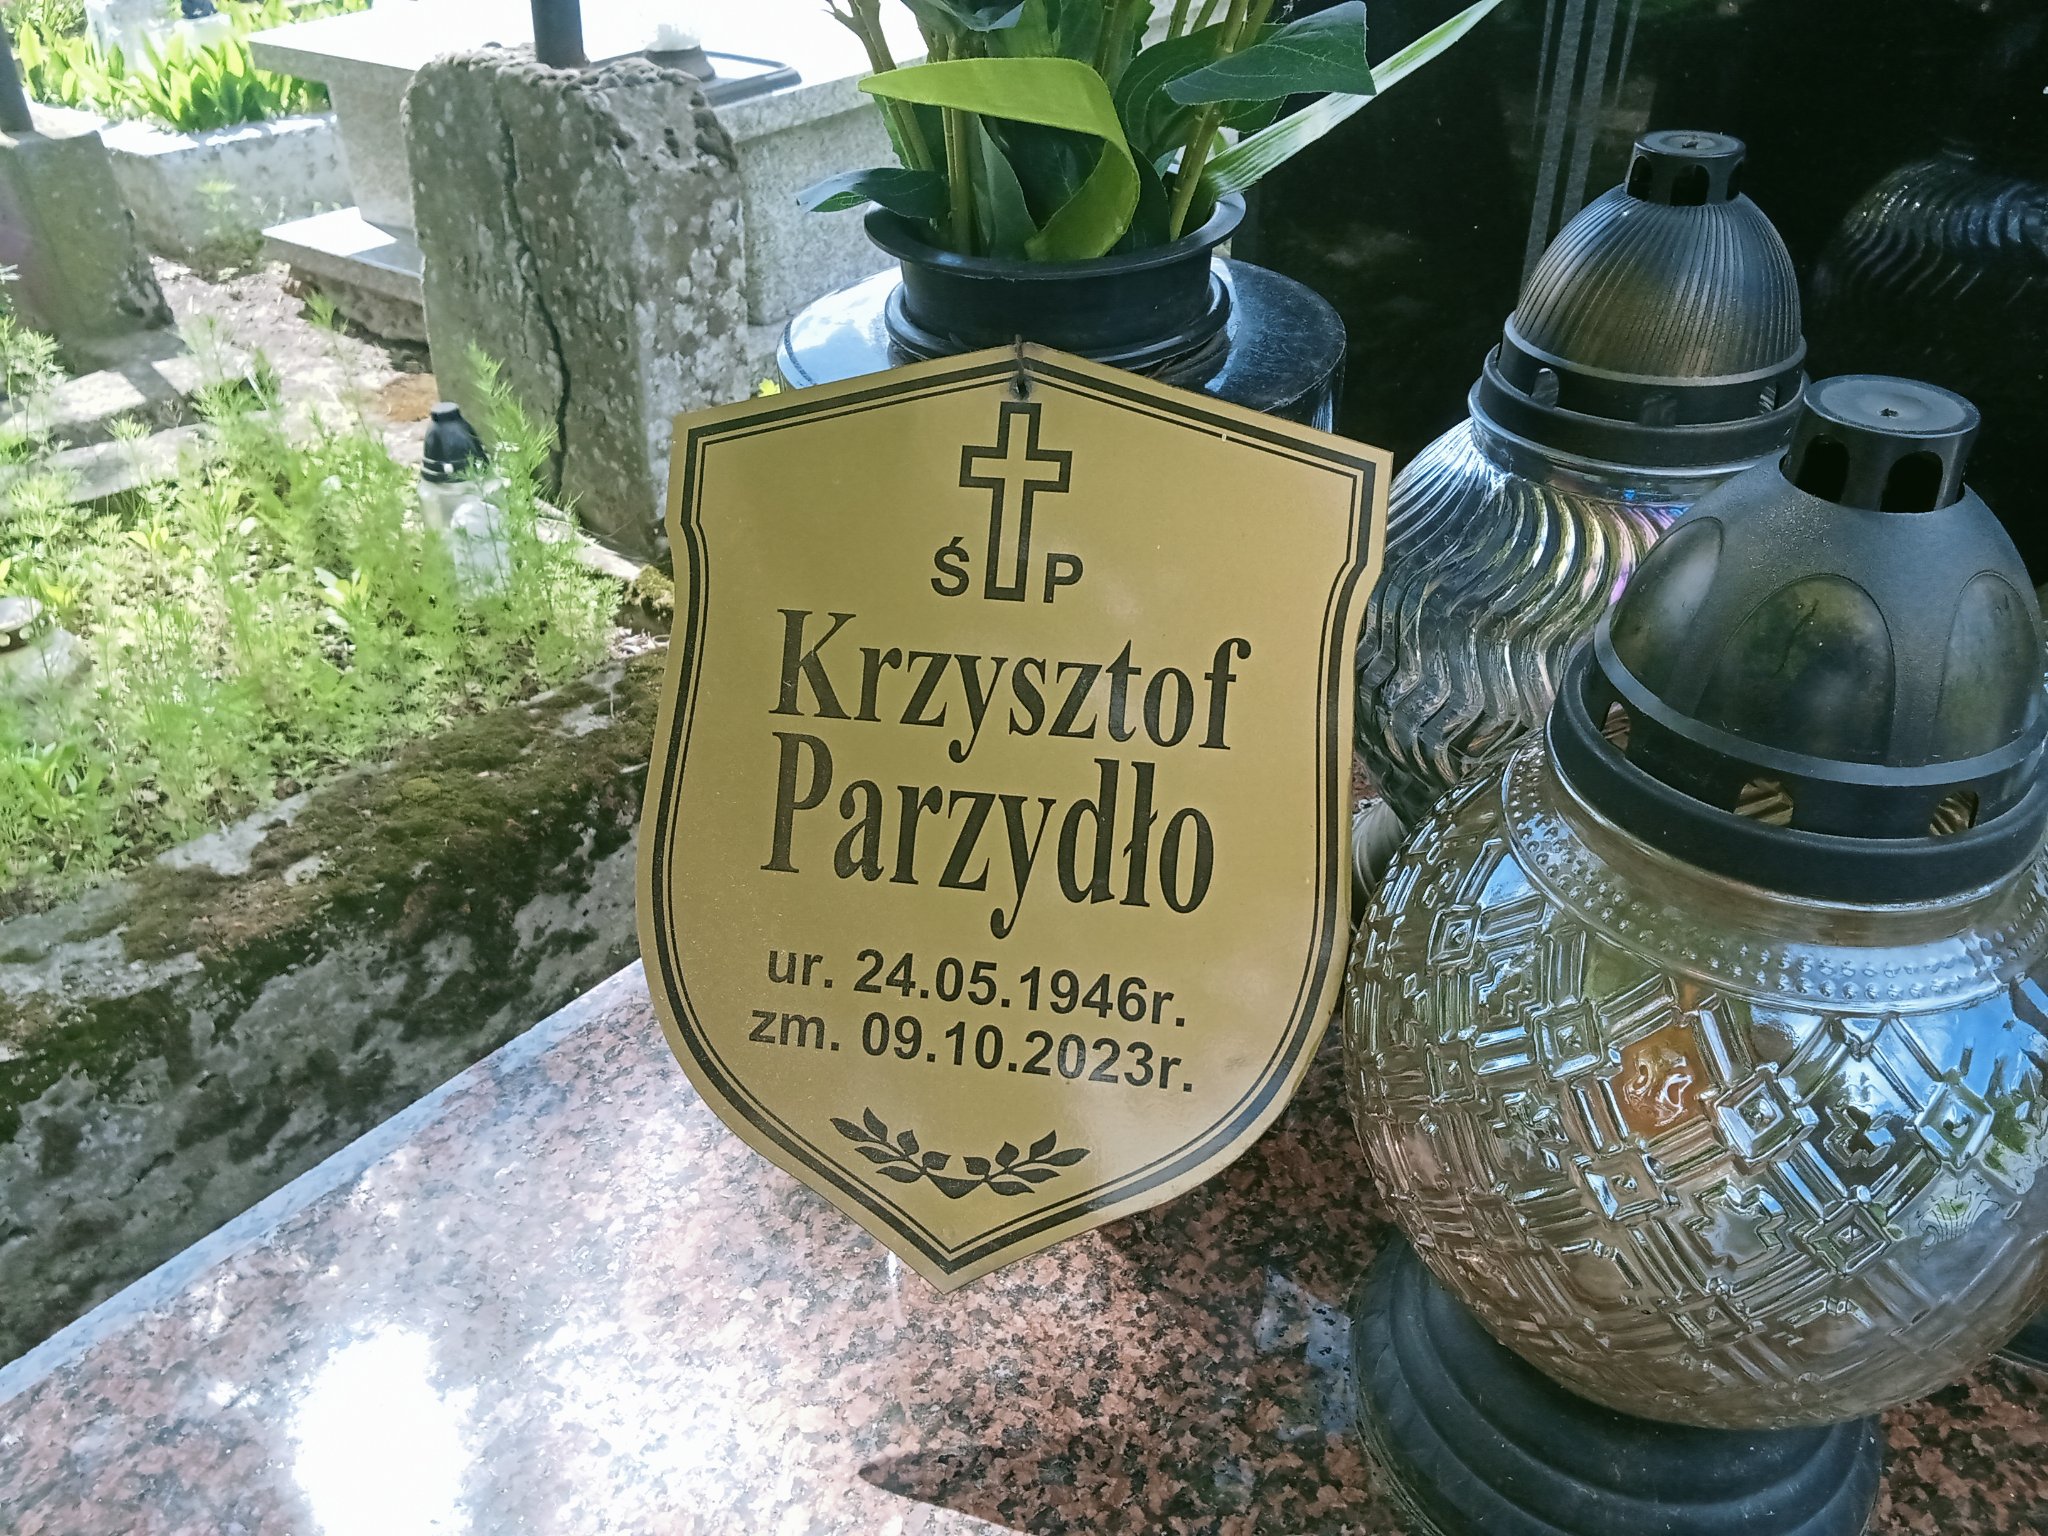 Ś P
Krzysztof
Parzydło
ur. 24.05.1946r.
zm. 09.10.2023r.